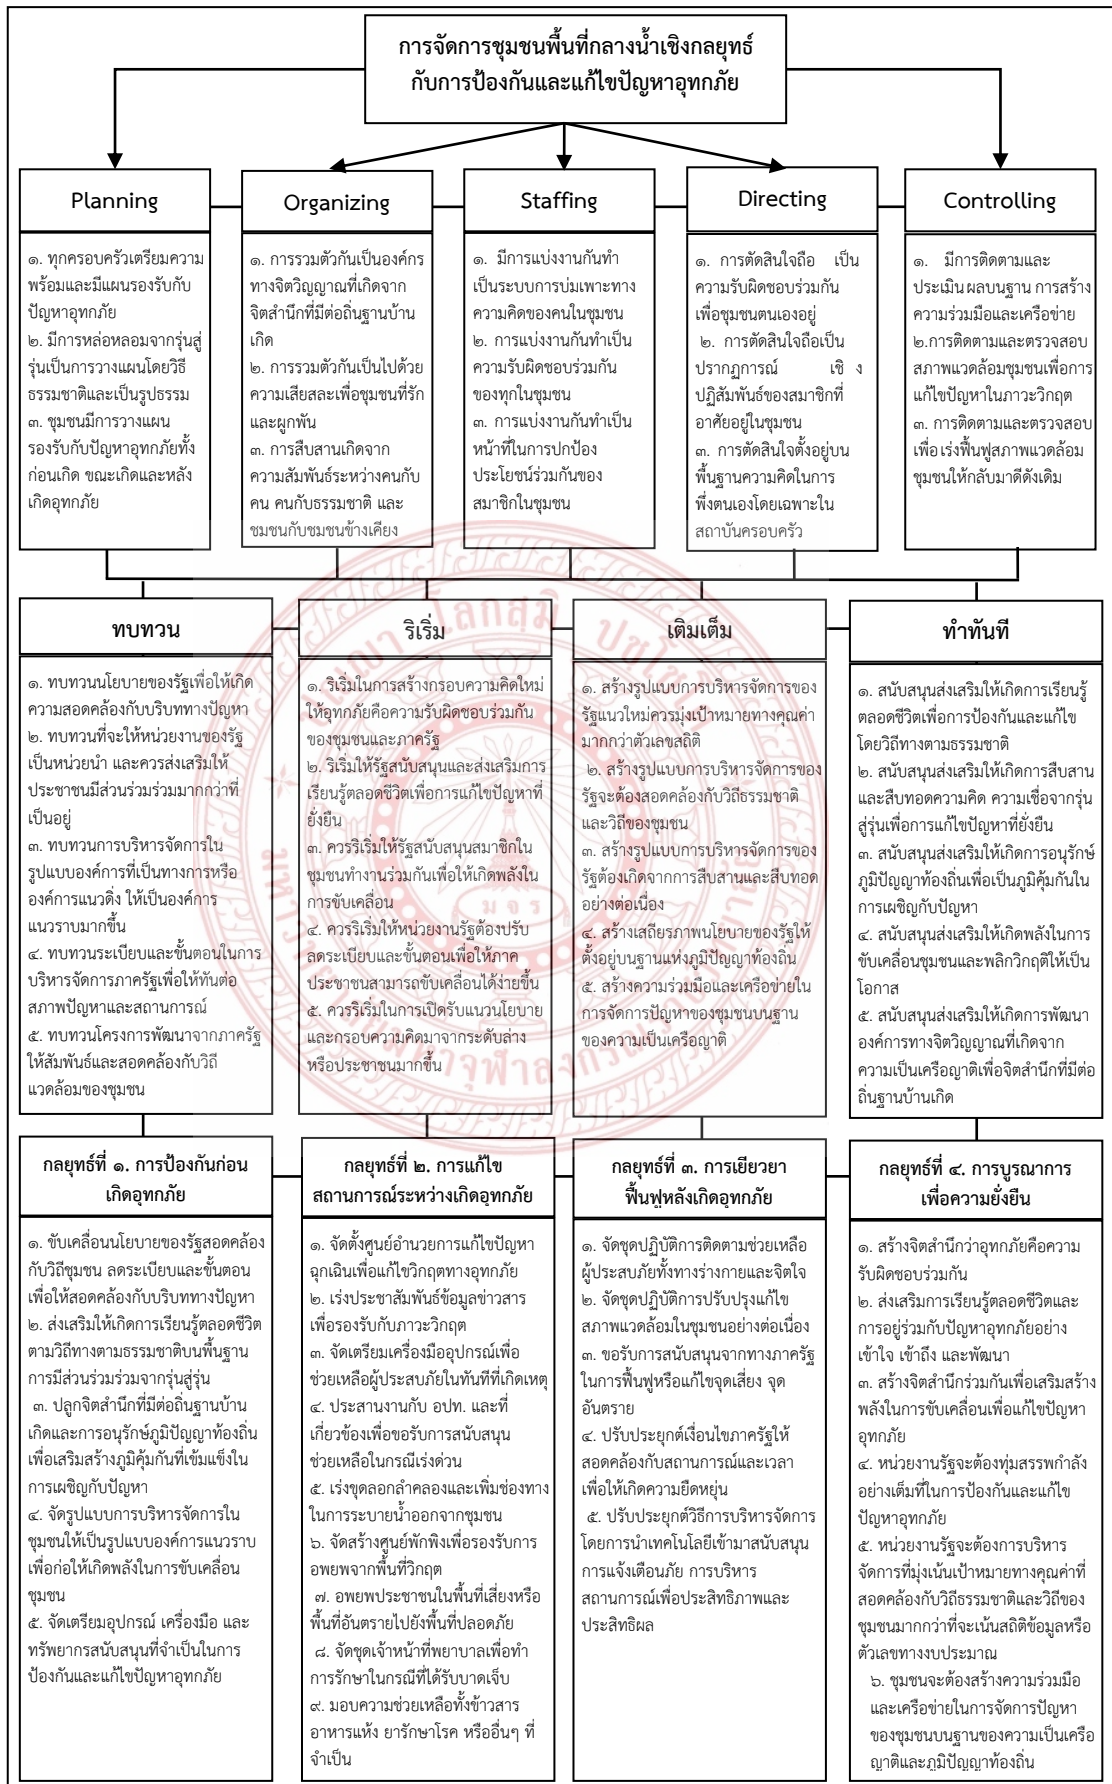 การจัดการชุมชนพื้นที่กลางน้ำเชิงกลยุทธ์
กับการป้องกันและแก้ไขปัญหาอุทกภัย
Planning
๑. ทุกครอบครัวเตรียมความ
พร้อมและมีแผนรองรับกับ
ปัญหาอุทกภัย
๒. มีการหล่อหลอมจากรุ่นสู่
รุ่นเป็นการวางแผนโดยวิธี
ธรรมชาติและเป็นรูปธรรม
๓. ชุมชนมีการวางแผน
รองรับกับปัญหาอุทกภัยทั้ง
ก่อนเกิด ขณะเกิดและหลัง
เกิดอุทกภัย
Organizing
๑. การรวมตัวกันเป็นองค์กร
ทางจิตวิญญาณที่เกิดจาก
จิตสำนึกที่มีต่อถิ่นฐานบ้าน
เกิด
๒. การรวมตัวกันเป็นไปด้วย
ความเสียสละเพื่อชุมชนที่รัก
และผูกพัน
๓. การสืบสานเกิดจาก
ความสัมพันธ์ระหว่างคนกับ
คน คนกับธรรมชาติ และ
ชุมชนกับชุมชนข้างเคียง
Staffing
๑. มีการแบ่งงานกันทำ
เป็นระบบการบ่มเพาะทาง
ความคิดของคนในชุมชน
๒. การแบ่งงานกันทำเป็น
ความรับผิดชอบร่วมกัน
ของทุกในชุมชน
๓. การแบ่งงานกันทำเป็น
หน้าที่ในการปกป้อง
ประโยชน์ร่วมกันของ
สมาชิกในชุมชน
Directing
๑. การตัดสินใจถือ เป็น
ความรับผิดชอบร่วมกัน
เพื่อชุมชนตนเองอยู่
๒. การตัดสินใจถือเป็น
ปรากฏการณ์ เชิ ง
ปฏิสัมพันธ์ของสมาชิกที่
อาศัยอยู่ในชุมชน
๓. การตัดสินใจตั้งอยู่บน
พื้นฐานความคิดในการ
พึ่งตนเองโดยเฉพาะใน
สถาบันครอบครัว
Controlling
๑. มีการติดตามและ
ประเมิน ผลบนฐาน การสร้าง
ความร่วมมือและเครือข่าย
๒.การติดตามและตรวจสอบ
สภาพแวดล้อมชุมชนเพื่อการ
แก้ไขปัญหาในภาวะวิกฤต
๓. การติดตามและตรวจสอบ
เพื่อ เร่งฟื้นฟูสภาพแวดล้อม
ชุมชนให้กลับมาดีดังเดิม
ทบทวน
๑. ทบทวนนโยบายของรัฐเพื่อให้เกิด
ความสอดคล้องกับบริบททางปัญหา
๒. ทบทวนที่จะให้หน่วยงานของรัฐ
เป็นหน่วยนำ และควรส่งเสริมให้
ประชาชนมีส่วนร่วมร่วมมากกว่าที่
เป็นอยู่
๓. ทบทวนการบริหารจัดการใน
รูปแบบองค์การที่เป็นทางการหรือ
องค์การแนวดิ่ง ให้เป็นองค์การ
แนวราบมากขึ้น
๔. ทบทวนระเบียบและขั้นตอนในการ
บริหารจัดการภาครัฐเพื่อให้ทันต่อ
สภาพปัญหาและสถานการณ์
๕. ทบทวนโครงการพัฒนาจากภาครัฐ
ให้สัมพันธ์และสอดคล้องกับวิถี
แวดล้อมของชุมชน
ริเริ่ม
๑. ริเริ่มในการสร้างกรอบความคิดใหม่
ให้อุทกภัยคือความรับผิดชอบร่วมกัน
ของชุมชนและภาครัฐ
๒. ริเริ่มให้รัฐสนับสนุนและส่งเสริมการ
เรียนรู้ตลอดชีวิตเพื่อการแก้ไขปัญหาที่
ยั่งยืน
๓. ควรริเริ่มให้รัฐสนับสนุนสมาชิกใน
ชุมชนทำงานร่วมกันเพื่อให้เกิดพลังใน
การขับเคลื่อน
๔. ควรริเริ่มให้หน่วยงานรัฐต้องปรับ
ลดระเบียบและขั้นตอนเพื่อให้ภาค
ประชาชนสามารถขับเคลื่อนได้ง่ายขึ้น
๕. ควรริเริ่มในการเปิดรับแนวนโยบาย
และกรอบความคิดมาจากระดับล่าง
หรือประชาชนมากขึ้น
เติมเต็ม
๑. สร้างรูปแบบการบริหารจัดการของ
รัฐแนวใหม่ควรมุ่งเป้าหมายทางคุณค่า
มากกว่าตัวเลขสถิติ
๒. สร้างรูปแบบการบริหารจัดการของ
รัฐจะต้องสอดคล้องกับวิถีธรรมชาติ
และวิถีของชุมชน
๓. สร้างรูปแบบการบริหารจัดการของ
รัฐต้องเกิดจากการสืบสานและสืบทอด
อย่างต่อเนื่อง
๔. สร้างเสถียรภาพนโยบายของรัฐให้
ตั้งอยู่บนฐานแห่งภูมิปัญญาท้องถิ่น
๕. สร้างความร่วมมือและเครือข่ายใน
การจัดการปัญหาของชุมชนบนฐาน
ของความเป็นเครือญาติ
ทำทันที
๑. สนับสนุนส่งเสริมให้เกิดการเรียนรู้
ตลอดชีวิตเพื่อการป้องกันและแก้ไข
โดยวิถีทางตามธรรมชาติ
๒. สนับสนุนส่งเสริมให้เกิดการสืบสาน
และสืบทอดความคิด ความเชื่อจากรุ่น
สู่รุ่นเพื่อการแก้ไขปัญหาที่ยั่งยืน
๓. สนับสนุนส่งเสริมให้เกิดการอนุรักษ์
ภูมิปัญญาท้องถิ่นเพื่อเป็นภูมิคุ้มกันใน
การเผชิญกับปัญหา
๔. สนับสนุนส่งเสริมให้เกิดพลังในการ
ขับเคลื่อนชุมชนและพลิกวิกฤติให้เป็น
โอกาส
๕. สนับสนุนส่งเสริมให้เกิดการพัฒนา
องค์การทางจิตวิญญาณที่เกิดจาก
ความเป็นเครือญาติเพื่อจิตสำนึกที่มีต่อ
ถิ่นฐานบ้านเกิด
มจร
กลยุทธ์ที่ ๑. การป้องกันก่อน
เกิดอุทกภัย
๑. ขับเคลื่อนนโยบายของรัฐสอดคล้อง
กับวิถีชุมชน ลดระเบียบและขั้นตอน
เพื่อให้สอดคล้องกับบริบททางปัญหา
๒. ส่งเสริมให้เกิดการเรียนรู้ตลอดชีวิต
ตามวิถีทางตามธรรมชาติบนพื้นฐาน
การมีส่วนร่วมร่วมจากรุ่นสู่รุ่น
๓. ปลูกจิตสำนึกที่มีต่อถิ่นฐานบ้าน
เกิดและการอนุรักษ์ภูมิปัญญาท้องถิ่น
เพื่อเสริมสร้างภูมิคุ้มกันที่เข้มแข็งใน
การเผชิญกับปัญหา
๔. จัดรูปแบบการบริหารจัดการใน
ชุมชนให้เป็นรูปแบบองค์การแนวราบ
เพื่อก่อให้เกิดพลังในการขับเคลื่อน
ชุมชน
๕. จัดเตรียมอุปกรณ์ เครื่องมือ และ
ทรัพยากรสนับสนุนที่จำเป็นในการ
ป้องกันและแก้ไขปัญหาอุทกภัย
กลยุทธ์ที่ ๒. การแก้ไข
สถานการณ์ระหว่างเกิดอุทกภัย
๑. จัดตั้งศูนย์อำนวยการแก้ไขปัญหา
ฉุกเฉินเพื่อแก้ไขวิกฤตทางอุทกภัย
๒. เร่งประชาสัมพันธ์ข้อมูลข่าวสาร
เพื่อรองรับกับภาวะวิกฤต
๓. จัดเตรียมเครื่องมืออุปกรณ์เพื่อ
ช่วยเหลือผู้ประสบภัยในทันทีที่เกิดเหตุ
๔. ประสานงานกับ อปท. และที่
เกี่ยวข้องเพื่อขอรับการสนับสนุน
ช่วยเหลือในกรณีเร่งด่วน
๕. เร่งขุดลอกลำคลองและเพิ่มช่องทาง
ในการระบายน้ำออกจากชุมชน
๖. จัดสร้างศูนย์พักพิงเพื่อรองรับการ
อพยพจากพื้นที่วิกฤต
๗. อพยพประชาชนในพื้นที่เสี่ยงหรือ
พื้นที่อันตรายไปยังพื้นที่ปลอดภัย
๘. จัดชุดเจ้าหน้าที่พยาบาลเพื่อทำ
การรักษาในกรณีที่ได้รับบาดเจ็บ
๙. มอบความช่วยเหลือทั้งข้าวสาร
อาหารแห้ง ยารักษาโรค หรืออื่นๆ ที่
จำเป็น
กลยุทธ์ที่ ๓. การเยียวยา
ฟื้นฟูหลังเกิดอุทกภัย
๑. จัดชุดปฏิบัติการติดตามช่วยเหลือ
ผู้ประสบภัยทั้งทางร่างกายและจิตใจ
๒. จัดชุดปฏิบัติการปรับปรุงแก้ไข
สภาพแวดล้อมในชุมชนอย่างต่อเนื่อง
๓. ขอรับการสนับสนุนจากทางภาครัฐ
ในการฟื้นฟูหรือแก้ไขจุดเสี่ยง จุด
อันตราย
๔. ปรับประยุกต์เงื่อนไขภาครัฐให้
สอดคล้องกับสถานการณ์และเวลา
เพื่อให้เกิดความยืดหยุ่น
๕. ปรับประยุกต์วิธีการบริหารจัดการ
โดยการนำเทคโนโลยีเข้ามาสนับสนุน
การแจ้งเตือนภัย การบริหาร
สถานการณ์เพื่อประสิทธิภาพและ
ประสิทธิผล
กลยุทธ์ที่ ๔. การบูรณาการ
เพื่อความยั่งยืน
๑. สร้างจิตสำนึกว่าอุทกภัยคือความ
รับผิดชอบร่วมกัน
๒. ส่งเสริมการเรียนรู้ตลอดชีวิตและ
การอยู่ร่วมกับปัญหาอุทกภัยอย่าง
เข้าใจ เข้าถึง และพัฒนา
๓. สร้างจิตสำนึกร่วมกันเพื่อเสริมสร้าง
พลังในการขับเคลื่อนเพื่อแก้ไขปัญหา
อุทกภัย
๔. หน่วยงานรัฐจะต้องทุ่มสรรพกำลัง
อย่างเต็มที่ในการป้องกันและแก้ไข
ปัญหาอุทกภัย
๕. หน่วยงานรัฐจะต้องการบริหาร
จัดการที่มุ่งเน้นเป้าหมายทางคุณค่าที่
สอดคล้องกับวิถีธรรมชาติและวิถีของ
ชุมชนมากกว่าที่จะเน้นสถิติข้อมูลหรือ
ตัวเลขทางงบประมาณ
๖. ชุมชนจะต้องสร้างความร่วมมือ
และเครือข่ายในการจัดการปัญหา
ของชุมชนบนฐานของความเป็นเครือ
ญาติและภูมิปัญญาท้องถิ่น